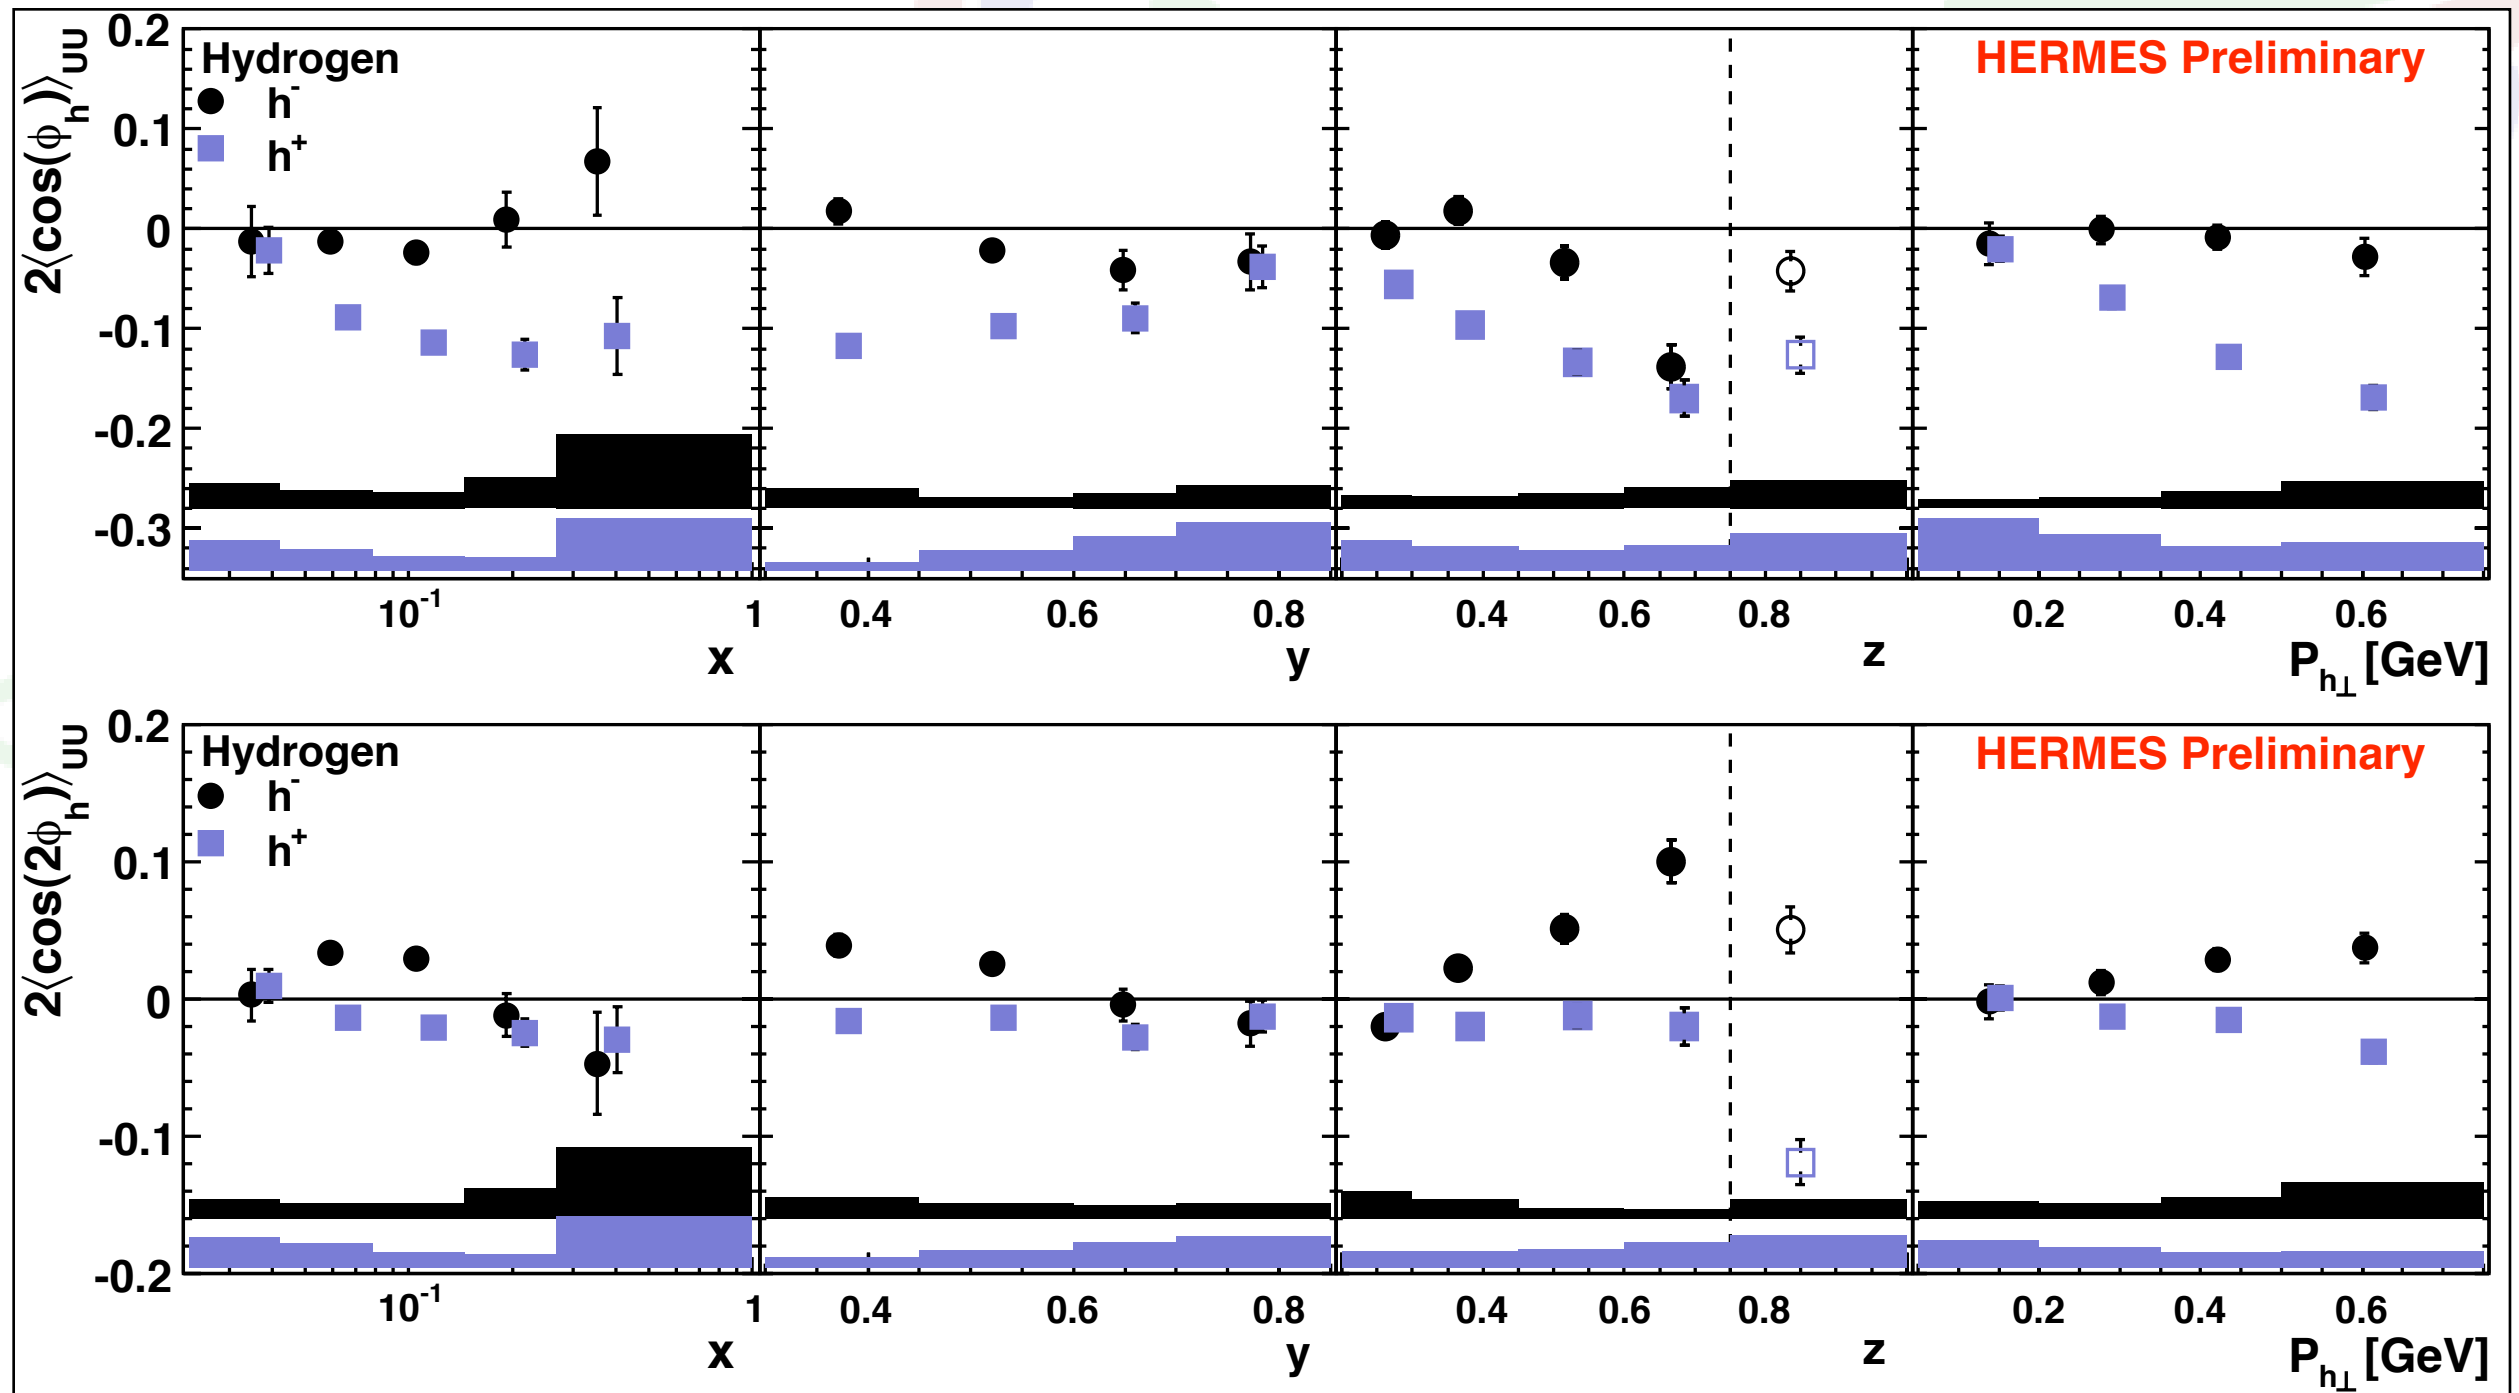 2⟨cos(ϕh)⟩UU
Hydrogen
h-
h+
HERMES Preliminary
0.2
0.1
0
-0.1
-0.2
-0.3
10-1 1 0.4 0.6 0.8 0.4 0.6 0.8 0.2 0.4 0.6
x y z Ph⊥ [GeV]
2⟨cos(2ϕh)⟩UU
Hydrogen
h-
h+
HERMES Preliminary
0.2
0.1
0
-0.1
-0.2
10-1 1 0.4 0.6 0.8 0.4 0.6 0.8 0.2 0.4 0.6
x y z Ph⊥ [GeV]